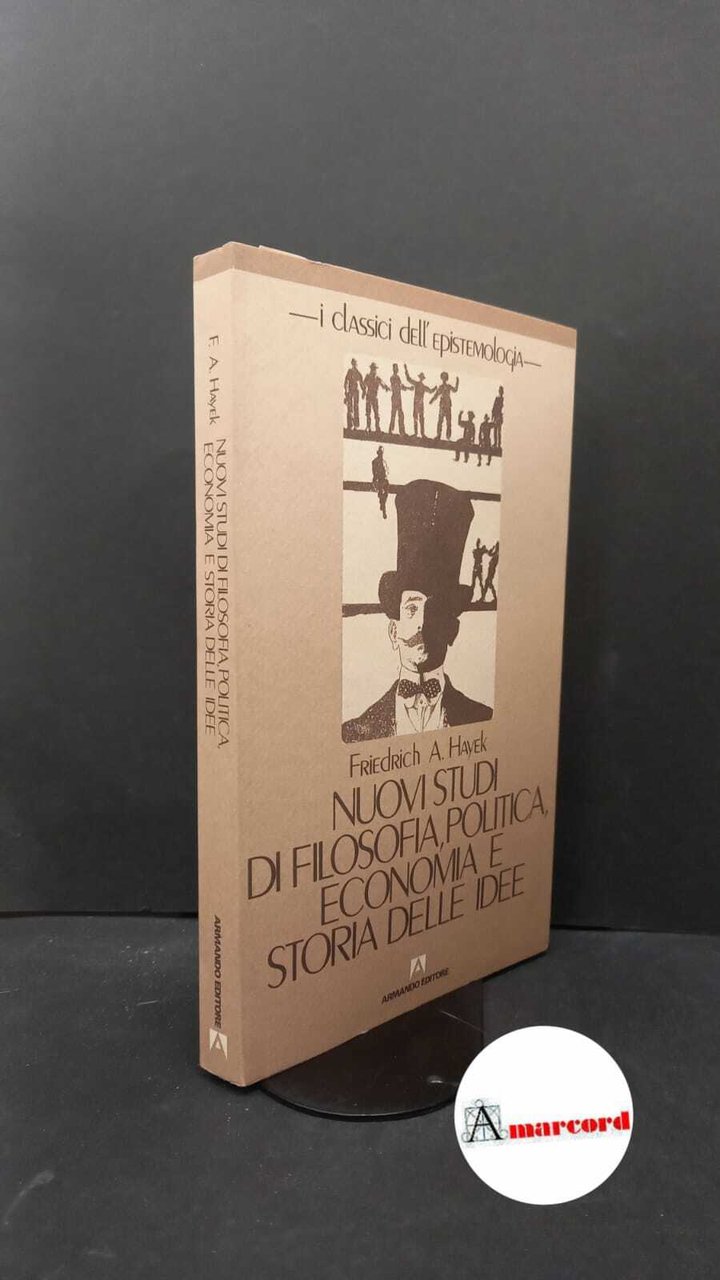 —i classici dell'epistemologia—
Friedrich A. Hayek
NUOVI STUDI
DI FILOSOFIA, POLITICA,
ECONOMIA E
STORIA DELLE IDEE
ARMANDO EDITORE
F. A. Hayek
NUOVI STUDI DI FILOSOFIA, POLITICA,
ECONOMIA E STORIA DELLE IDEE
ARMANDO EDITORE
Amarcord